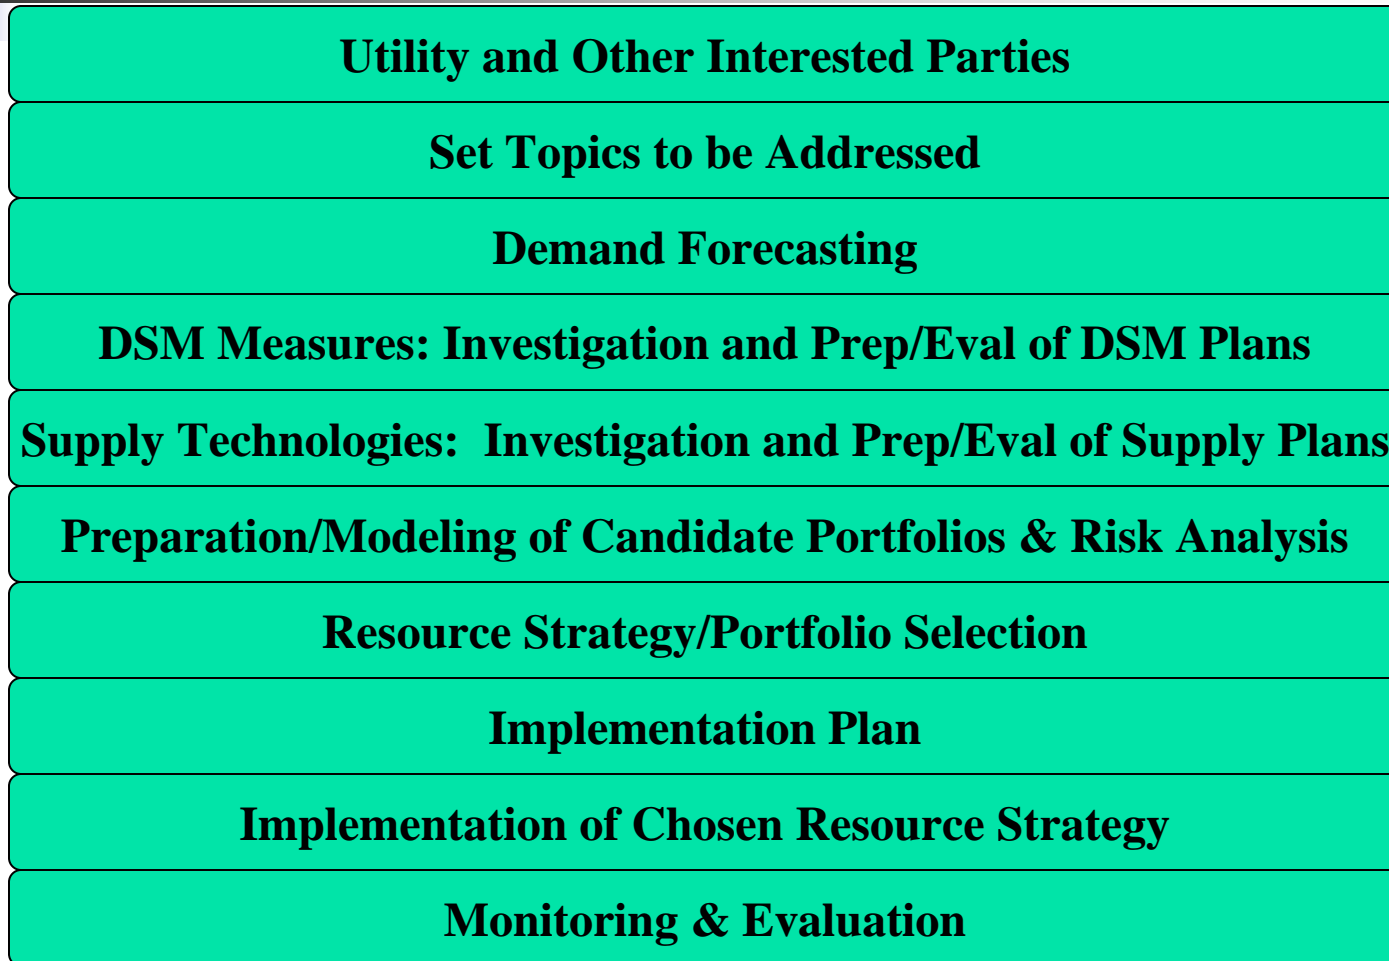 Utility and Other Interested Parties
Set Topics to be Addressed
Demand Forecasting
DSM Measures: Investigation and Prep/Eval of DSM Plans
Supply Technologies:  Investigation and Prep/Eval of Supply Plans
Preparation/Modeling of Candidate Portfolios & Risk Analysis
Resource Strategy/Portfolio Selection
Implementation Plan
Implementation of Chosen Resource Strategy
Monitoring & Evaluation